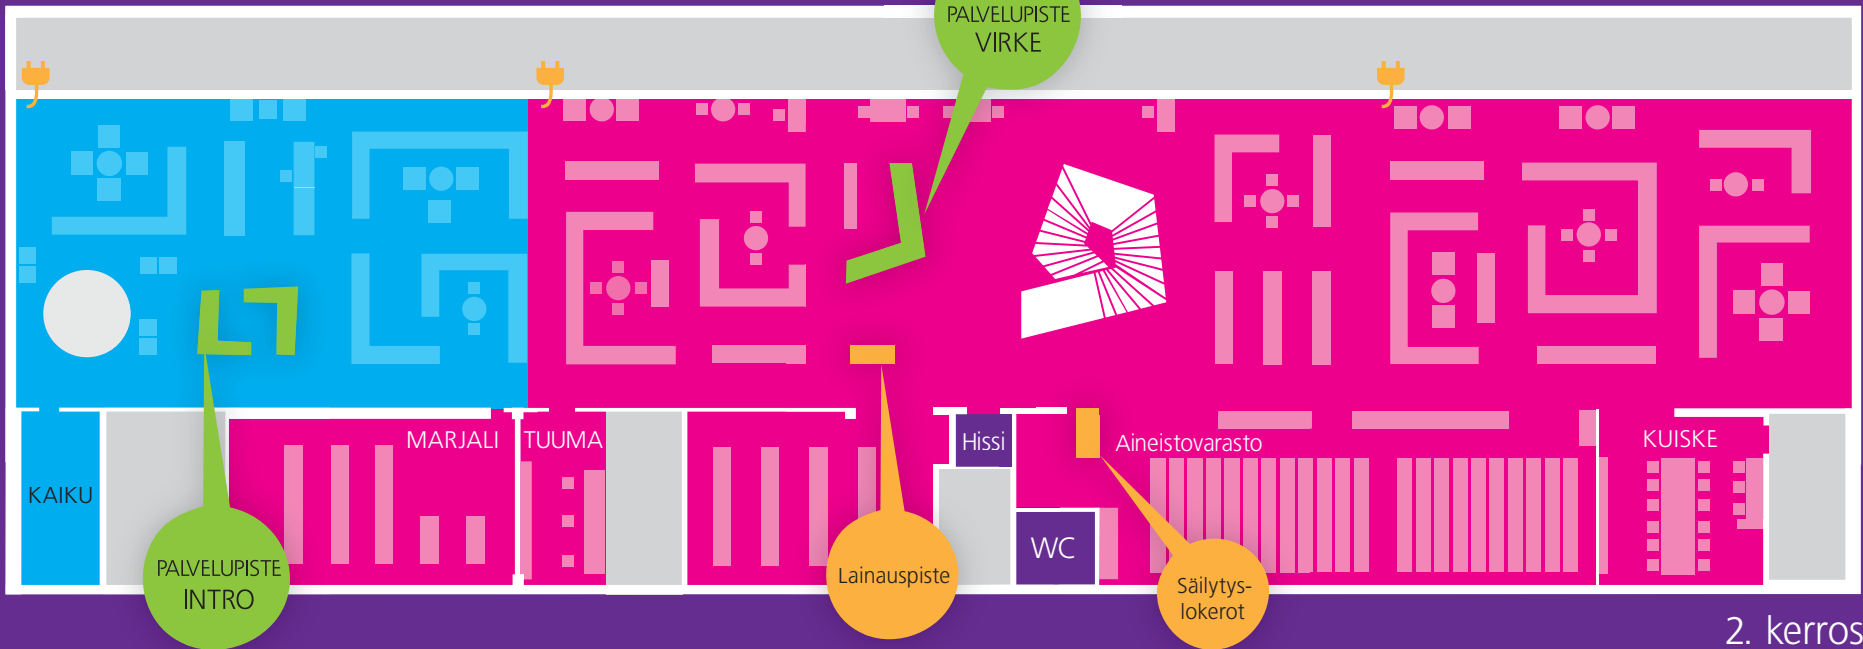 PALVELUPISTE
VIRKE
MARJALI
TUUMA
Hissi
Aineistovarasto
KUISKE
KAIKU
WC
PALVELUPISTE
INTRO
Lainauspiste
Säilytys-
lokerot
2. kerros